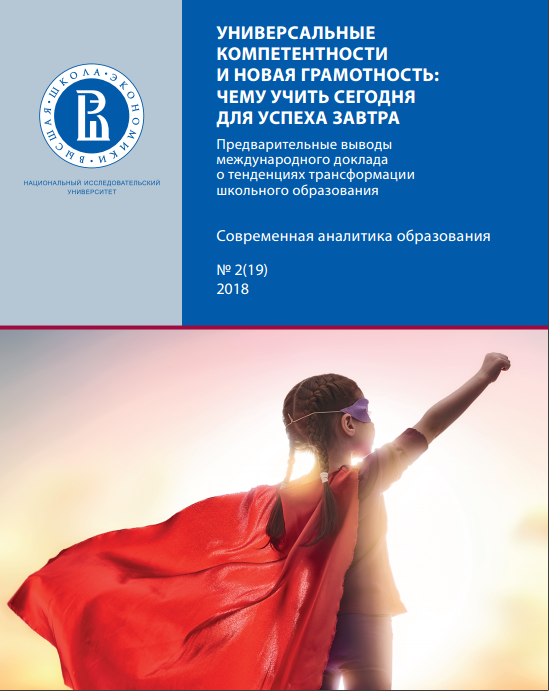 ВЫСШАЯ • ШКОЛА • ЭКОНОМИКИ
НАЦИОНАЛЬНЫЙ ИССЛЕДОВАТЕЛЬСКИЙ
УНИВЕРСИТЕТ
УНИВЕРСАЛЬНЫЕ
КОМПЕТЕНТНОСТИ
И НОВАЯ ГРАМОТНОСТЬ:
ЧЕМУ УЧИТЬ СЕГОДНЯ
ДЛЯ УСПЕХА ЗАВТРА
Предварительные выводы
международного доклада
о тенденциях трансформации
школьного образования
Современная аналитика образования
№ 2(19)
2018